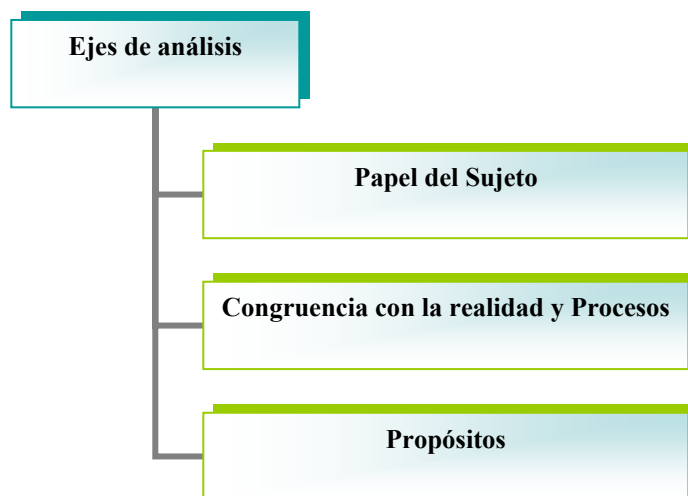 Ejes de análisis
Papel del Sujeto
Congruencia con la realidad y Procesos
Propósitos